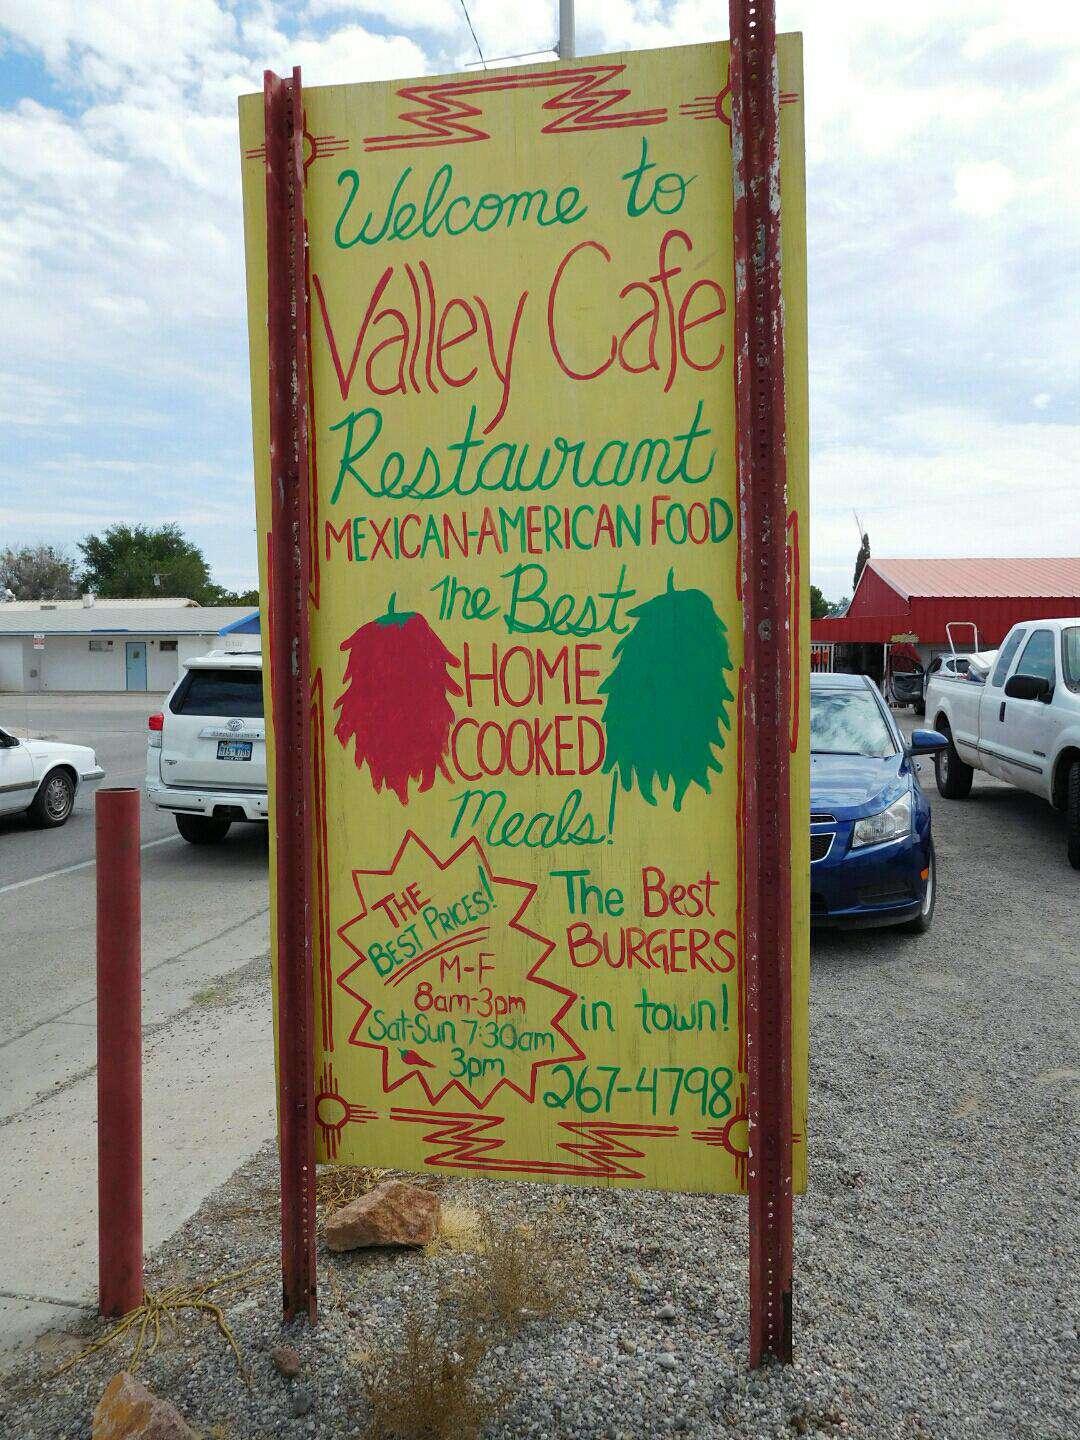 Welcome to
Valley Cafe
Restaurant
MEXICAN-AMERICAN FOOD
The Best
HOME
COOKED
Meals!
THE
BEST PRICES!
M-F
8am-3pm
Sat-Sun 7:30am
3pm
The Best
BURGERS
in town!
267-4798